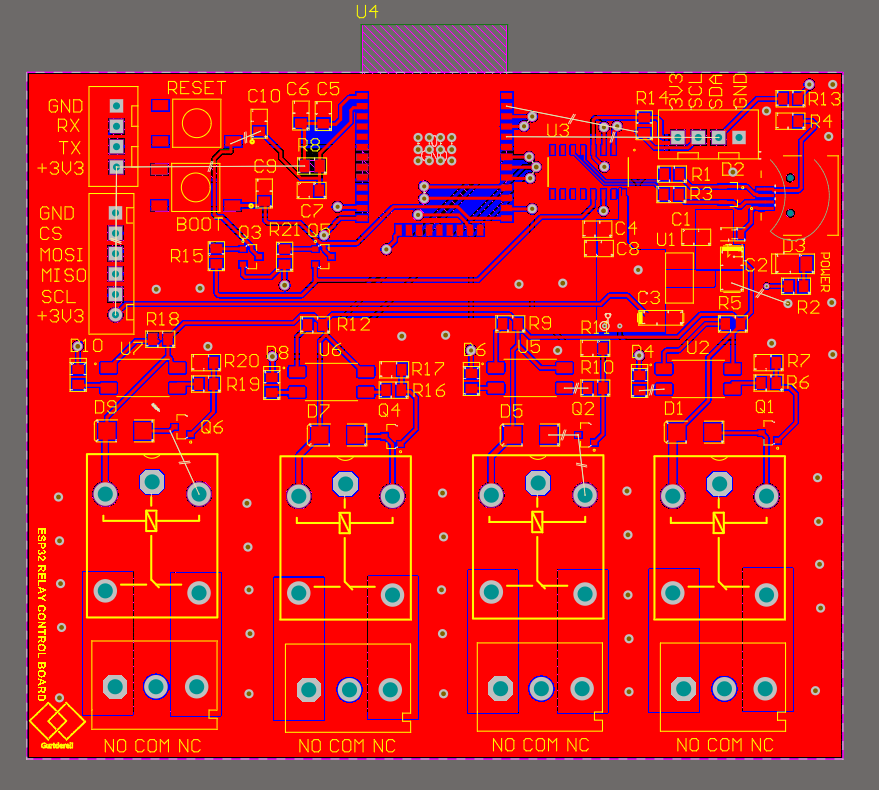 U4
RESET
C10
C6 C5
GND
RX
TX
+3V3
R8
U3
R14
3V3
SCL
SDA
GND
R13
R4
D2
C9
C7
BOOT
R1
R3
GND
CS
MOSI
MISO
SCL
+3V3
Q3
R21
Q5
R15
C4
C8
C1
U1
C2
D3
POWER
R2
C3
R5
R18
R12
R9
R11
D10
U7
R20
R19
D8
U6
R17
R16
D6
U5
R10
D4
U2
R7
R6
D9
Q6
D7
Q4
D5
Q2
D1
Q1
ESP32 RELAY CONTROL BOARD
NO COM NC
NO COM NC
NO COM NC
NO COM NC